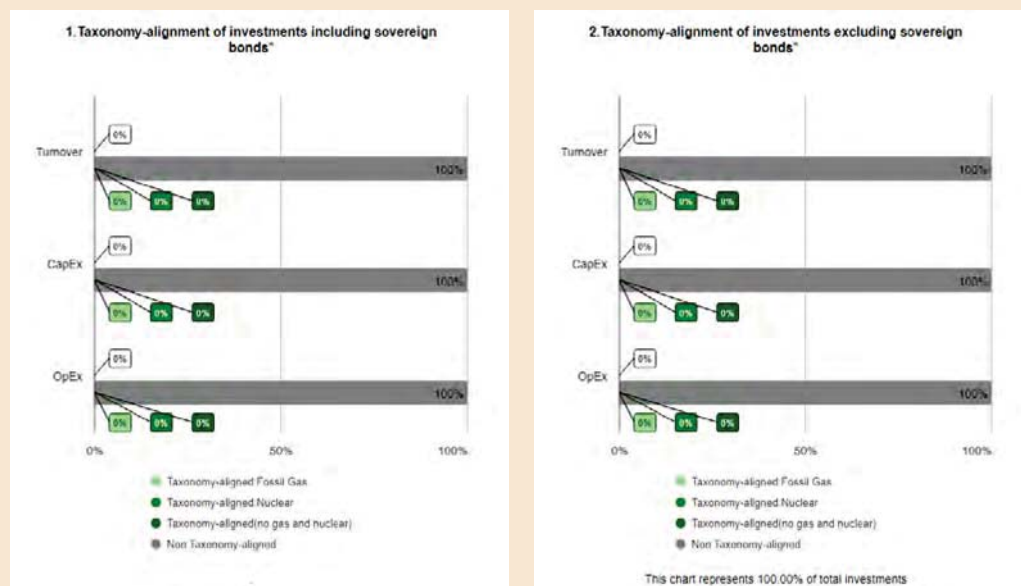 1. Taxonomy-alignment of investments including sovereign
bonds*
Turnover
0%
100%
0% 0% 0%
CapEx
0%
100%
0% 0% 0%
OpEx
0%
100%
0% 0% 0%
0% 50% 100%
Taxonomy-aligned Fossil Gas
Taxonomy-aligned Nuclear
Taxonomy-aligned(no gas and nuclear)
Non Taxonomy-aligned
2. Taxonomy-alignment of investments excluding sovereign
bonds*
Turnover
0%
100%
0% 0% 0%
CapEx
0%
100%
0% 0% 0%
OpEx
0%
100%
0% 0% 0%
0% 50% 100%
Taxonomy-aligned Fossil Gas
Taxonomy-aligned Nuclear
Taxonomy-aligned(no gas and nuclear)
Non Taxonomy-aligned
This chart represents 100.00% of total investments